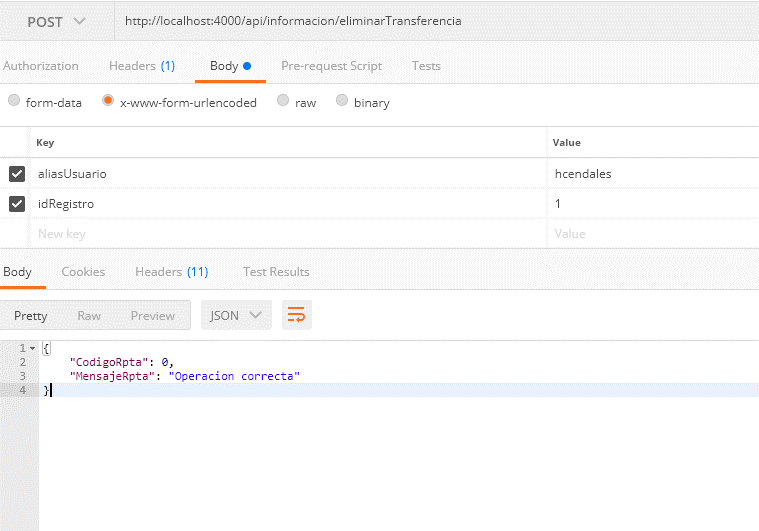 POST http://localhost:4000/api/informacion/eliminarTransferencia
Authorization Headers (1) Body Pre-request Script Tests
form-data x-www-form-urlencoded raw binary
Key Value
aliasUsuario hcendales
idRegistro 1
New key Value
Body Cookies Headers (11) Test Results
Pretty Raw Preview JSON
1 {
2 "CodigoRpta": 0,
3 "MensajeRpta": "Operacion correcta"
4 }